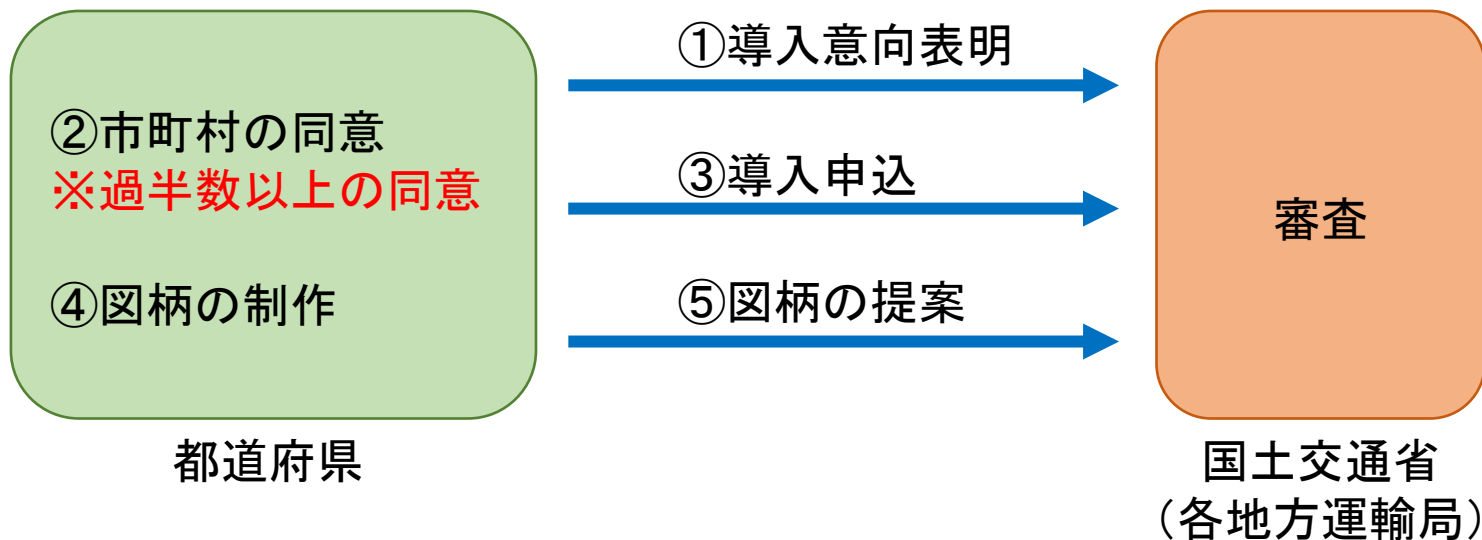 ①導入意向表明
②市町村の同意
※過半数以上の同意
③導入申込
審査
④図柄の制作
⑤図柄の提案
都道府県
国土交通省
（各地方運輸局）